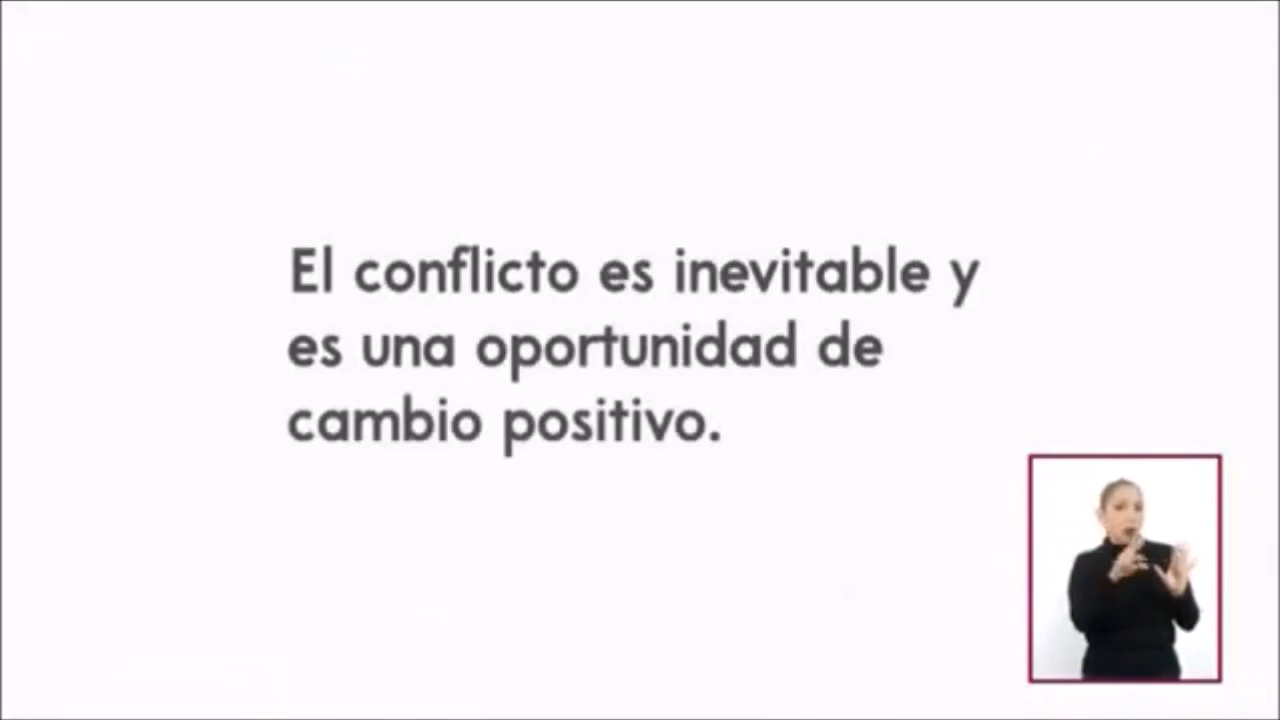 El conflicto es inevitable y
es una oportunidad de
cambio positivo.